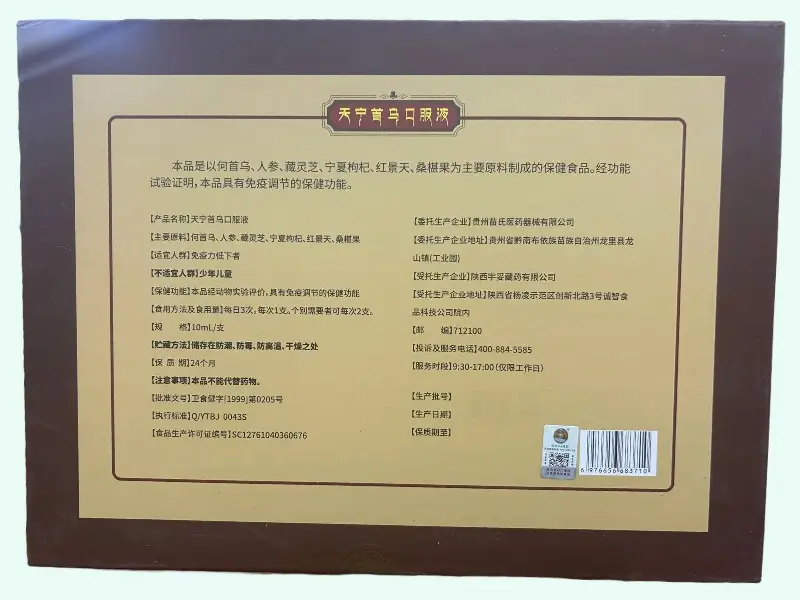 天宁首乌口服液
本品是以何首乌、人参、藏灵芝、宁夏枸杞、红景天、桑椹果为主要原料制成的保健食品。经功能
试验证明,本品具有免疫调节的保健功能。
【产品名称】天宁首乌口服液
【主要原料】何首乌、人参、藏灵芝、宁夏枸杞、红景天、桑椹果
【适宜人群】免疫力低下者
【不适宜人群】少年儿童
【保健功能】本品经动物实验评价,具有免疫调节的保健功能
【食用方法及食用量】每日3次,每次1支。个别需要者可每次2支。
【规 格】10mL/支
【贮藏方法】储存在防潮、防霉、防高温、干燥之处
【保 质 期】24个月
【注意事项】本品不能代替药物。
【批准文号】卫食健字[1999]第0205号
【执行标准】Q/YTBJ 0043S
【食品生产许可证编号】SC12761040360676
【委托生产企业】贵州苗氏医药器械有限公司
【委托生产企业地址】贵州省黔南布依族苗族自治州龙里县龙
山镇(工业园)
【受托生产企业】陕西宇妥藏药有限公司
【受托生产企业地址】陕西省杨凌示范区创新北路3号诚智食
品科技公司院内
【邮 编】712100
【投诉及服务电话】400-884-5585
【服务时段】9:30-17:00(仅限工作日)
【生产批号】
【生产日期】
【保质期至】
6 976656 683710